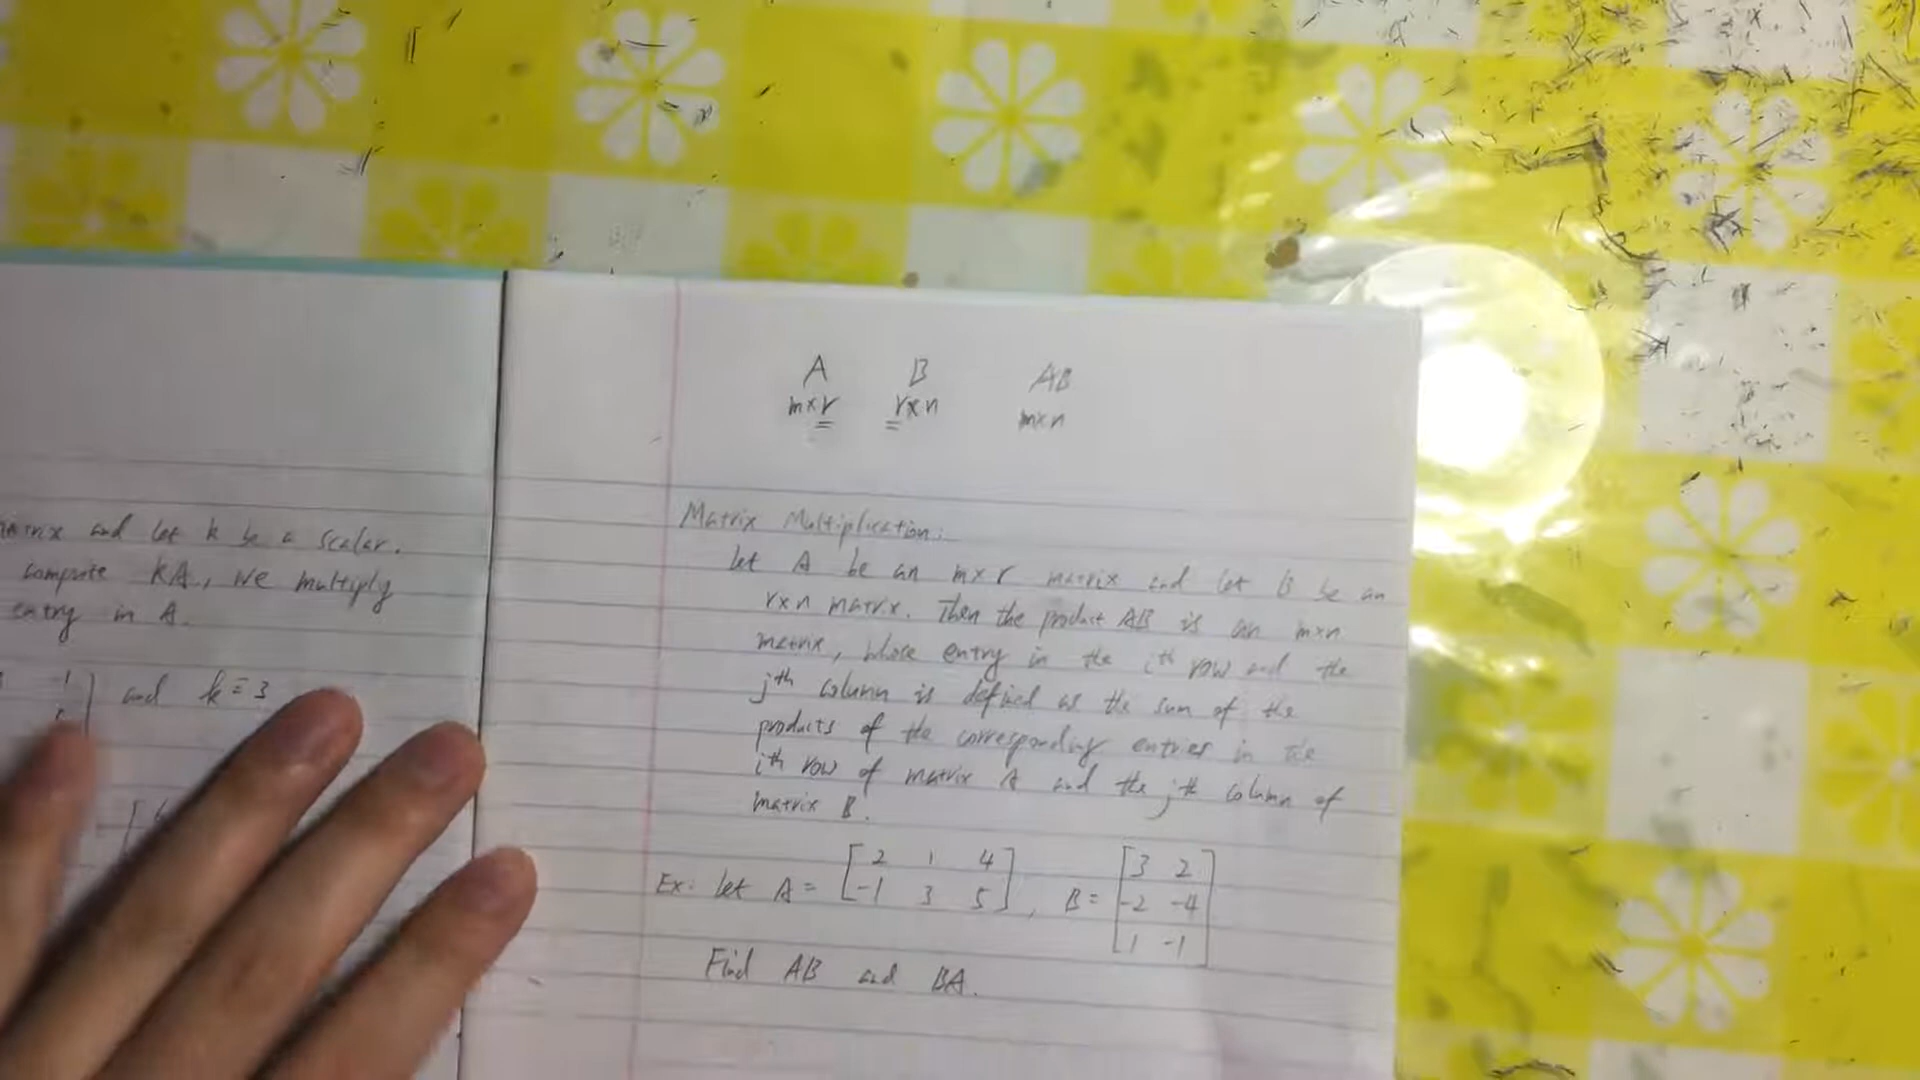 matrix and let k be a scalar.
compute kA, we multiply
entry in A.
-1
and k = 3
A B AB
m×r r×n m×n
Matrix Multiplication:
let A be an m×r matrix and let B be an
r×n matrix. Then the product AB is an m×n
matrix, whose entry in the ith row and the
jth column is defined as the sum of the
products of the corresponding entries in the
ith row of matrix A and the jth column of
matrix B.
Ex: let A = [2 1 4
-1 3 5], B = [3 2
-2 -4
1 -1]
Find AB and BA.